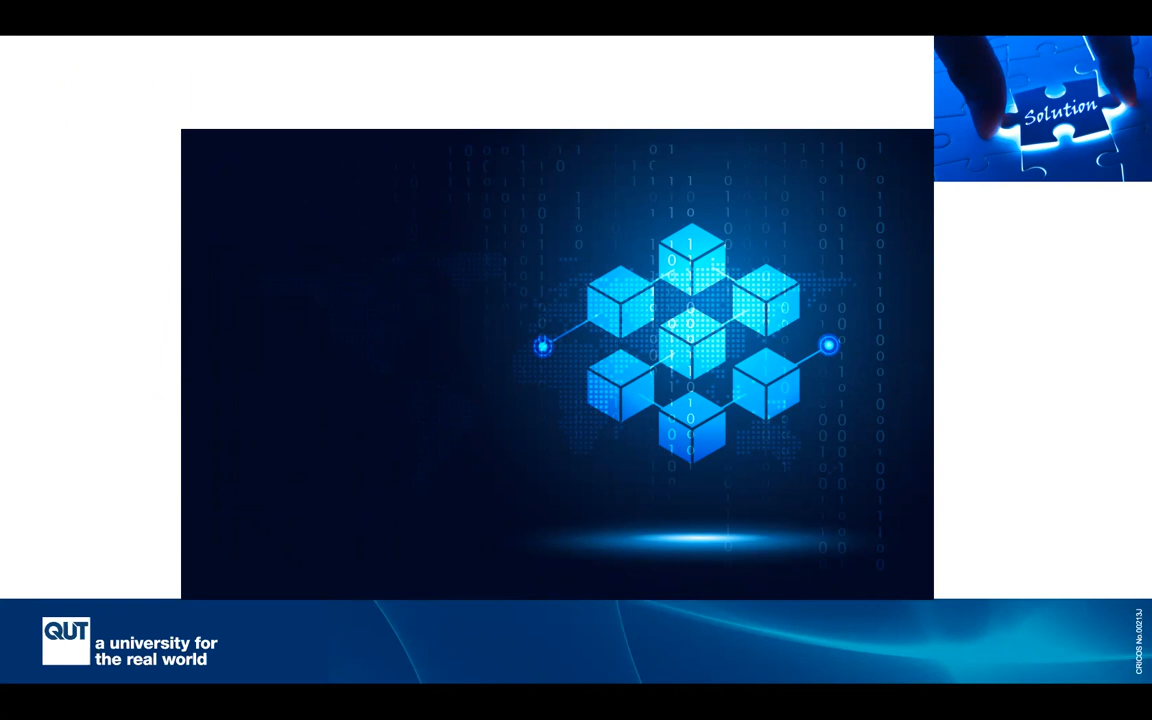 Solution
QUT
a university for
the real world
CRICOS No.00213J